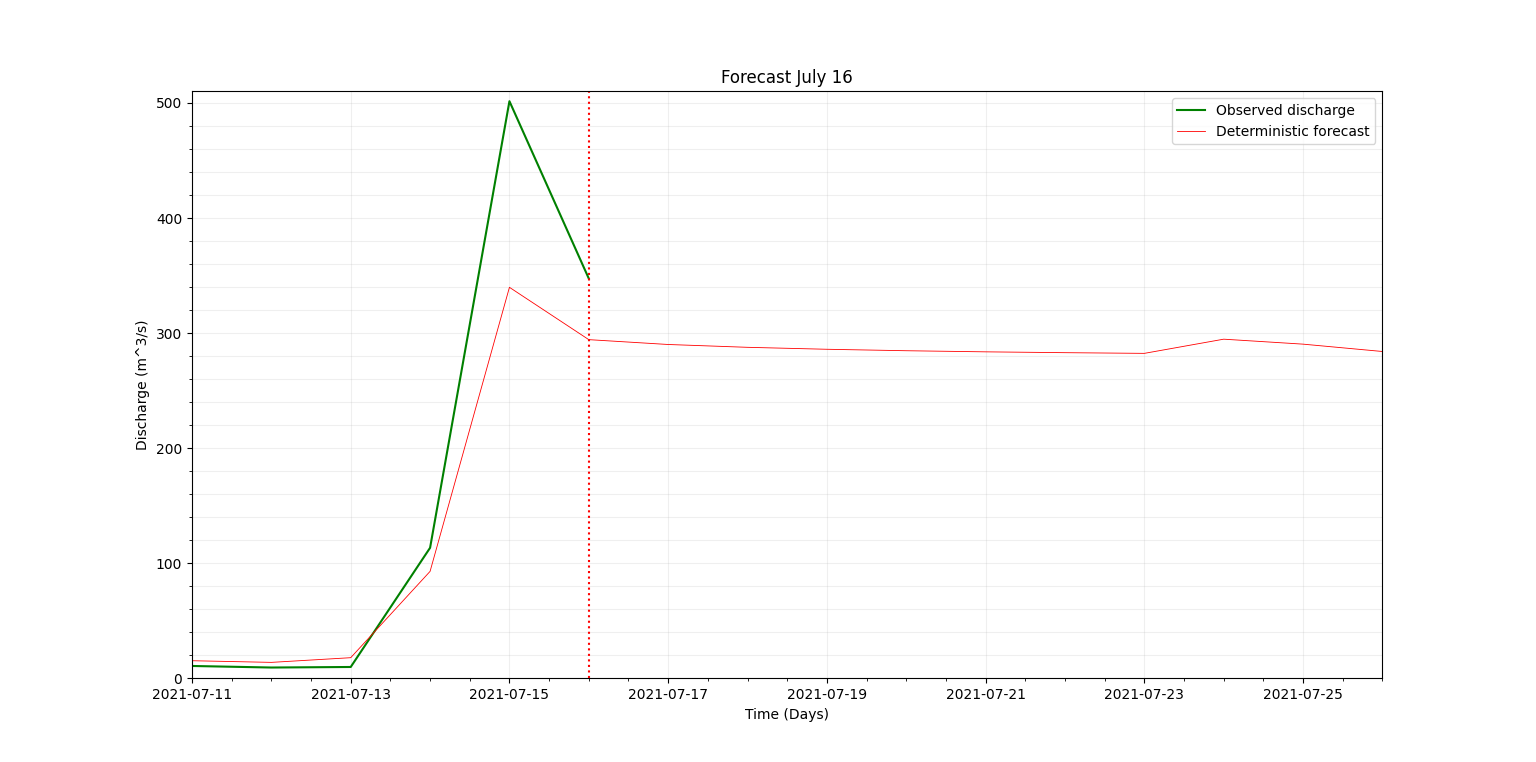 Forecast July 16
Observed discharge
Deterministic forecast
500
400
300
200
100
0
Discharge (m^3/s)
2021-07-11 2021-07-13 2021-07-15 2021-07-17 2021-07-19 2021-07-21 2021-07-23 2021-07-25
Time (Days)